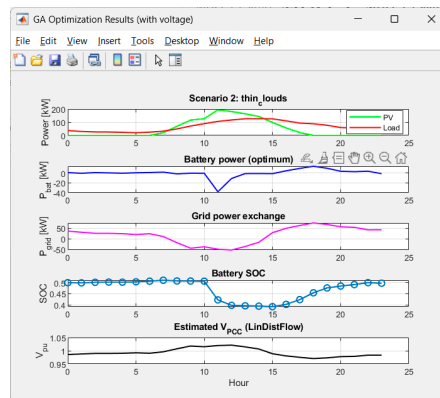 GA Optimization Results (with voltage)
File Edit View Insert Tools Desktop Window Help
Scenario 2: thin_clouds
Power [kW]
200
100
0
0 5 10 15 20 25
PV
Load
Battery power (optimum)
P_bat [kW]
0
-20
-40
0 5 10 15 20 25
Grid power exchange
P_grid [kW]
50
0
-50
0 5 10 15 20 25
Battery SOC
SOC
0.5
0.45
0.4
0 5 10 15 20 25
Estimated V_PCC (LinDistFlow)
V_pu
1.05
1
0.95
0 5 10 15 20 25
Hour